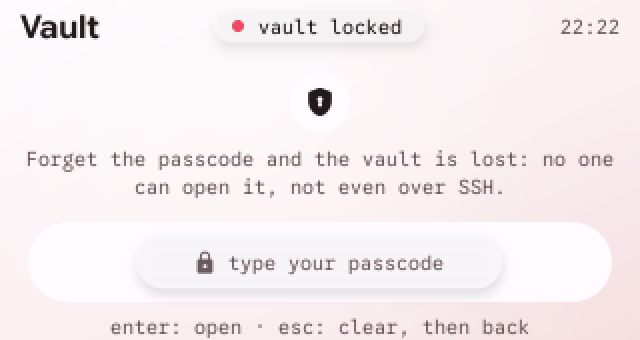 Vault
vault locked
22:22
Forget the passcode and the vault is lost: no one
can open it, not even over SSH.
type your passcode
enter: open · esc: clear, then back